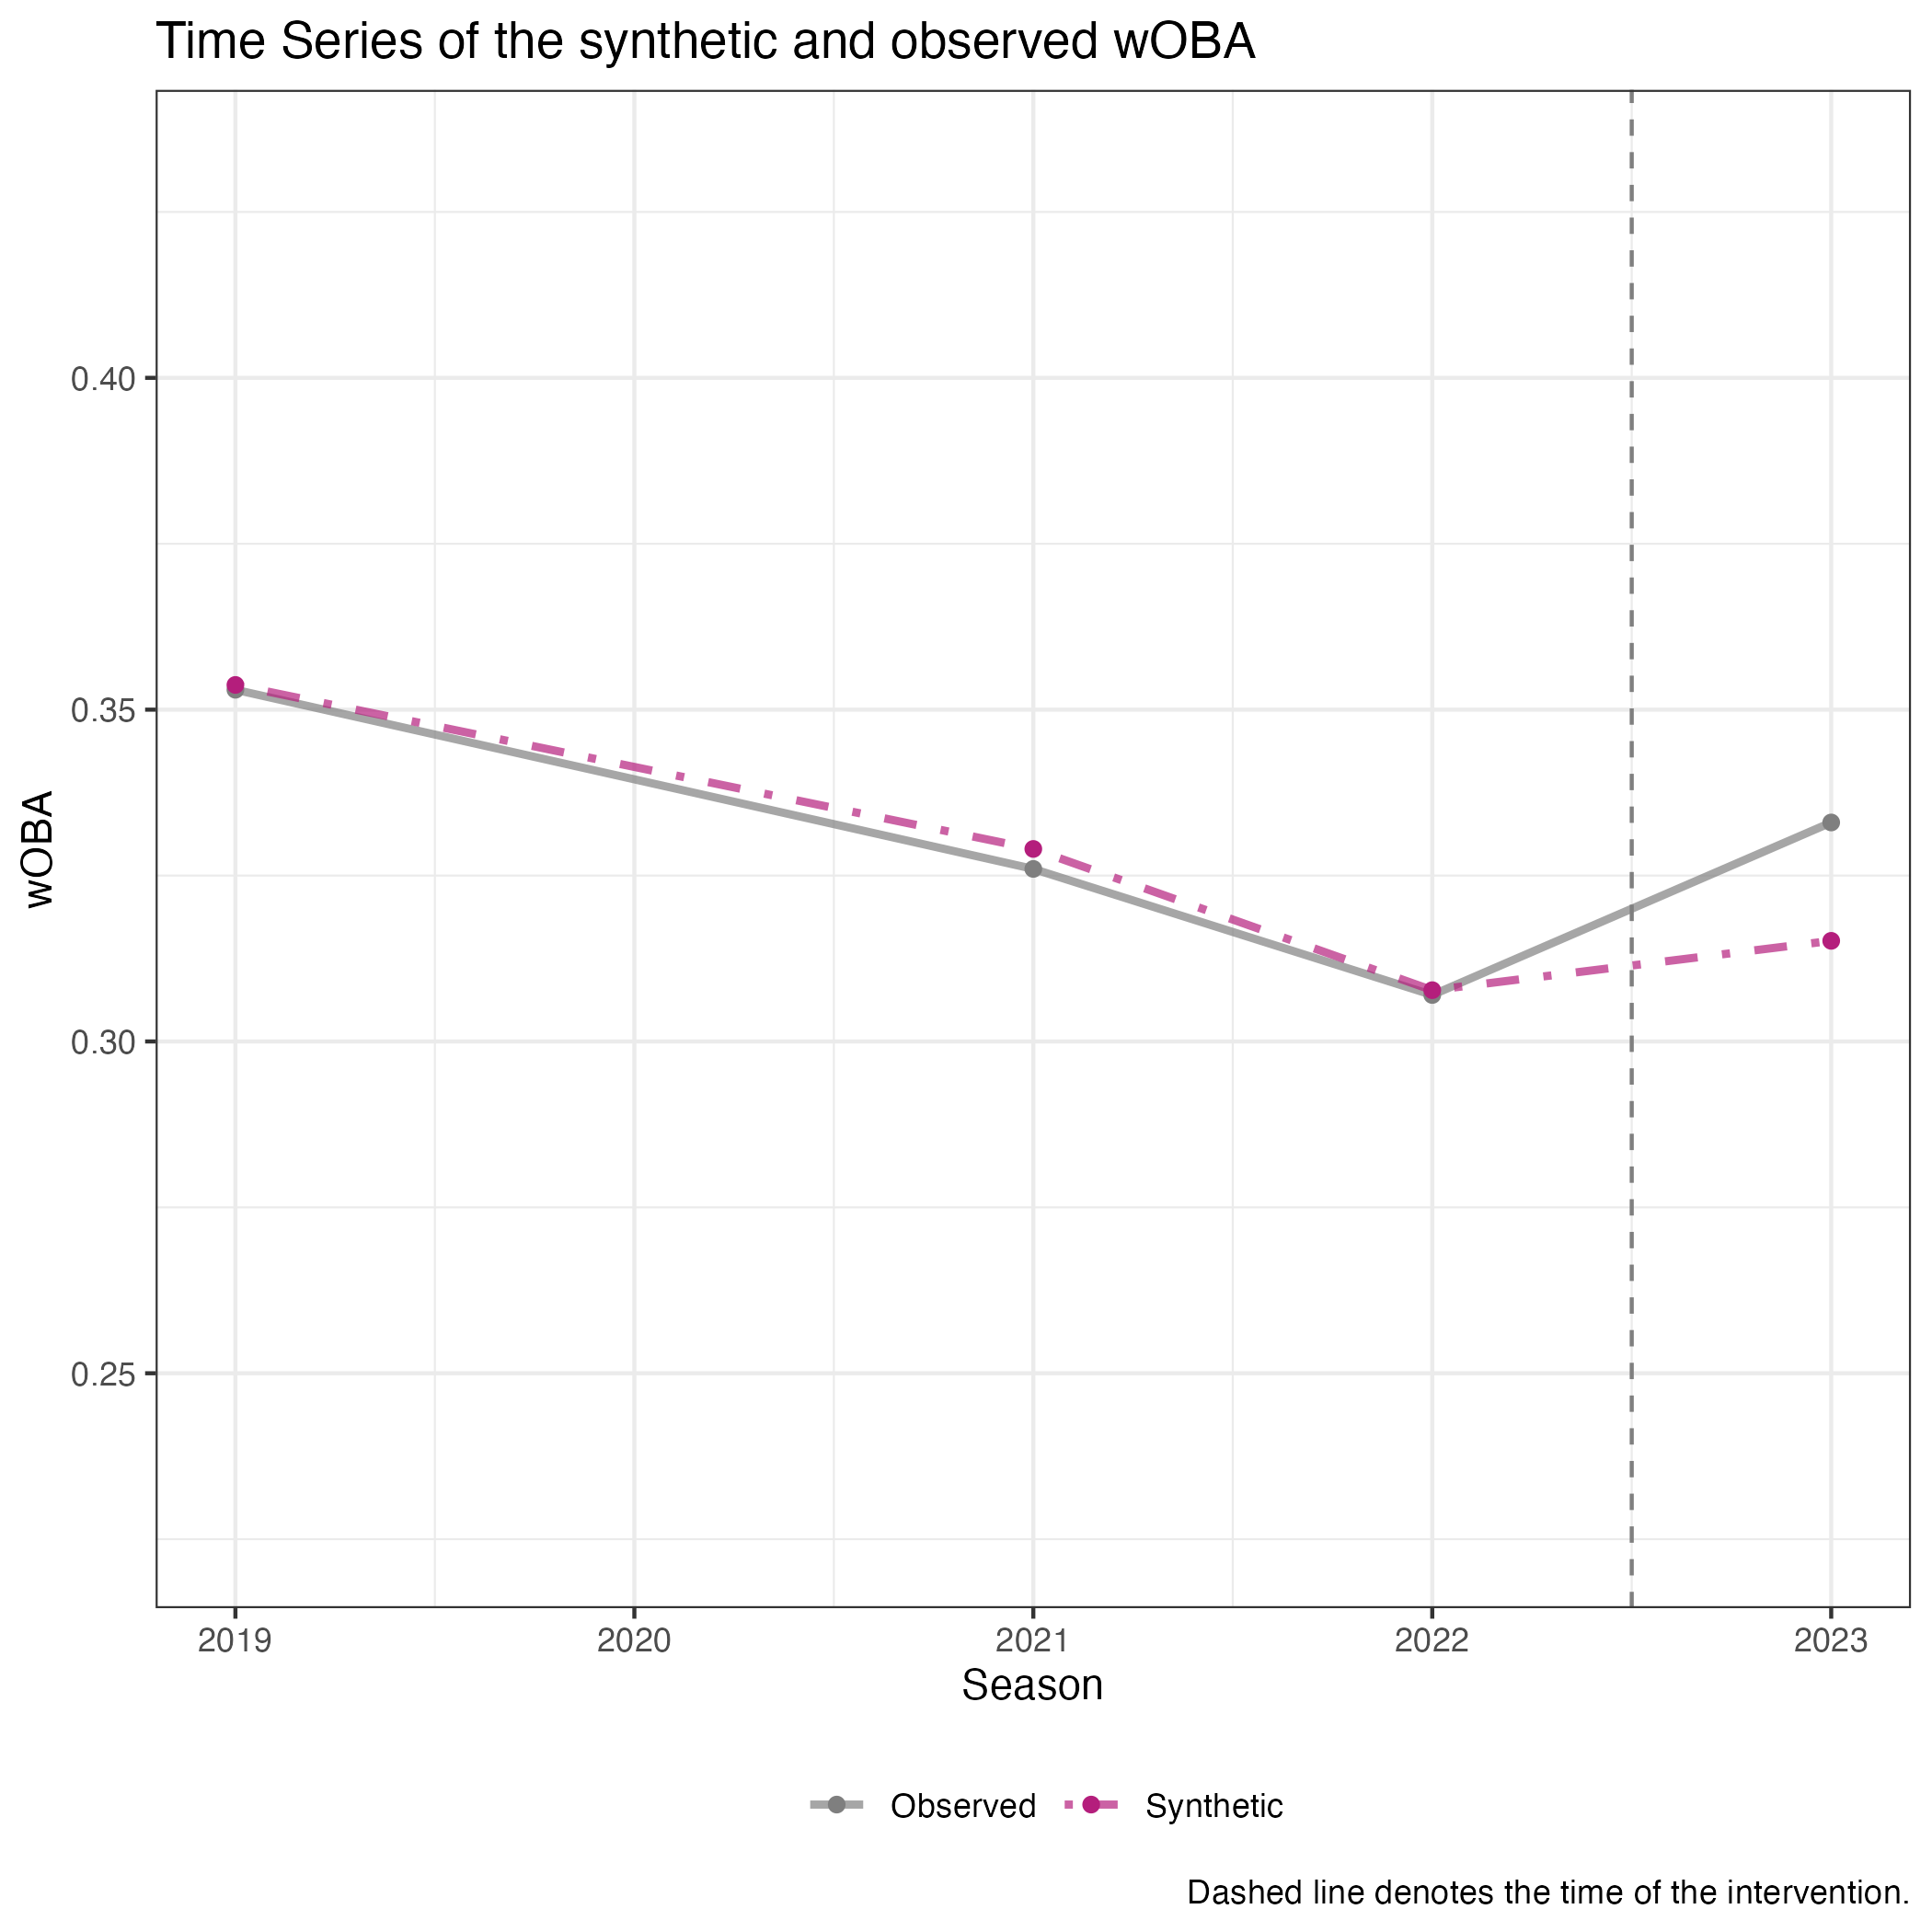 Time Series of the synthetic and observed wOBA
wOBA
0.40
0.35
0.30
0.25
2019 2020 2021 2022 2023
Season
Observed Synthetic
Dashed line denotes the time of the intervention.